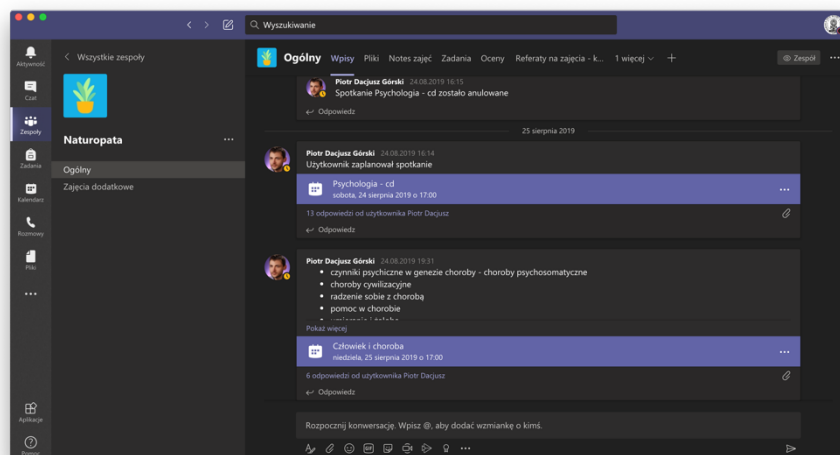 Wyszukiwanie
Aktywność
Czat
Zespoły
Zadania
Kalendarz
Rozmowy
Pliki
Aplikacje
Pomoc
Wszystkie zespoły
Naturopata
Ogólny
Zajęcia dodatkowe
Ogólny Wpisy Pliki Notes zajęć Zadania Oceny Referaty na zajęcia - k... 1 więcej
Zespół
Piotr Dacjusz Górski 24.08.2019 16:15
Spotkanie Psychologia - cd zostało anulowane
Odpowiedz
25 sierpnia 2019
Piotr Dacjusz Górski 24.08.2019 16:14
Użytkownik zaplanował spotkanie
Psychologia - cd
sobota, 24 sierpnia 2019 o 17:00
13 odpowiedzi od użytkownika Piotr Dacjusz
Odpowiedz
Piotr Dacjusz Górski 24.08.2019 19:31
czynniki psychiczne w genezie choroby - choroby psychosomatyczne
choroby cywilizacyjne
radzenie sobie z chorobą
pomoc w chorobie
Pokaż więcej
Człowiek i choroba
niedziela, 25 sierpnia 2019 o 17:00
6 odpowiedzi od użytkownika Piotr Dacjusz
Odpowiedz
Rozpocznij konwersację. Wpisz @, aby dodać wzmiankę o kimś.
GIF